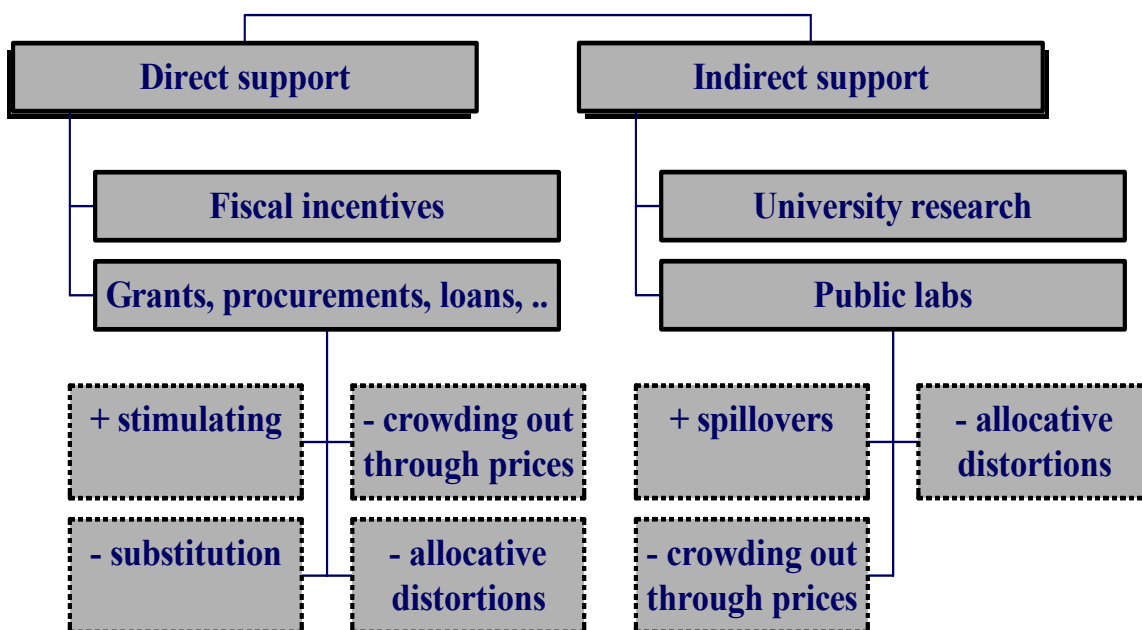 Direct support
Indirect support
Fiscal incentives
University research
Grants, procurements, loans, ..
Public labs
+ stimulating
- crowding out
through prices
+ spillovers
- allocative
distortions
- substitution
- allocative
distortions
- crowding out
through prices